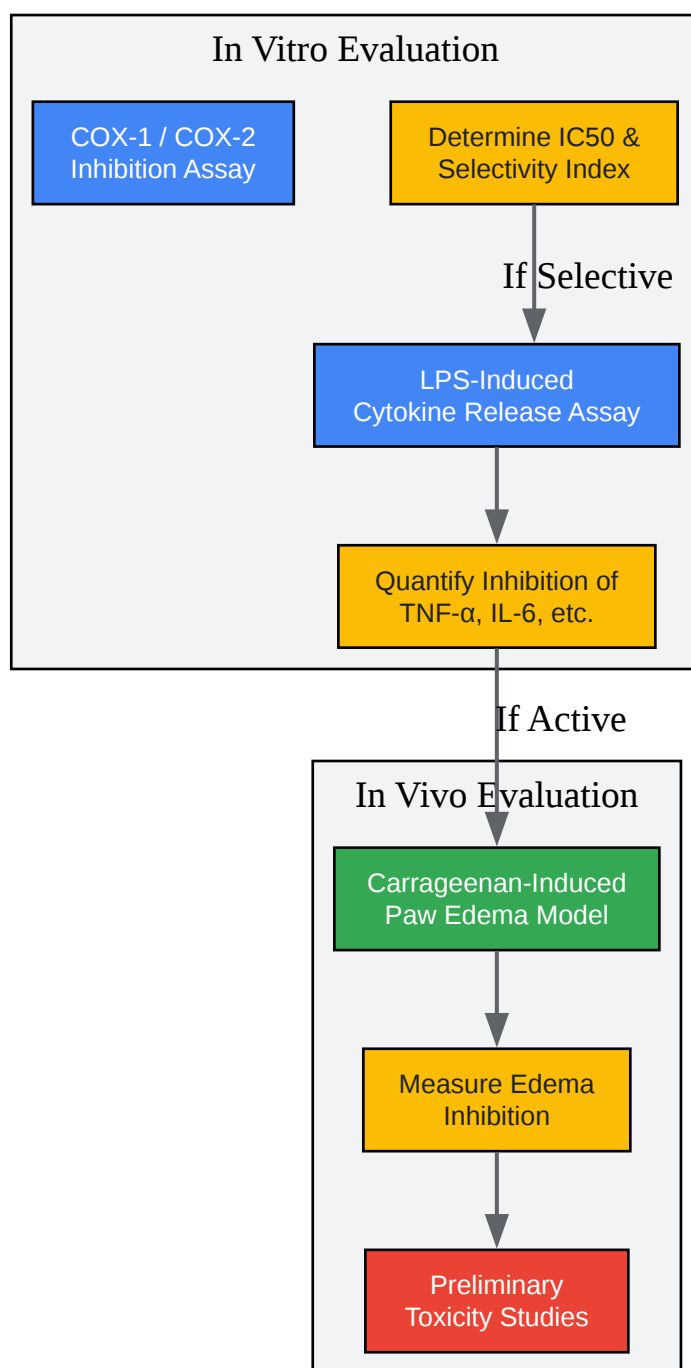 In Vitro Evaluation
COX-1 / COX-2
Inhibition Assay
Determine IC50 &
Selectivity Index
If Selective
LPS-Induced
Cytokine Release Assay
Quantify Inhibition of
TNF-α, IL-6, etc.
If Active
In Vivo Evaluation
Carrageenan-Induced
Paw Edema Model
Measure Edema
Inhibition
Preliminary
Toxicity Studies